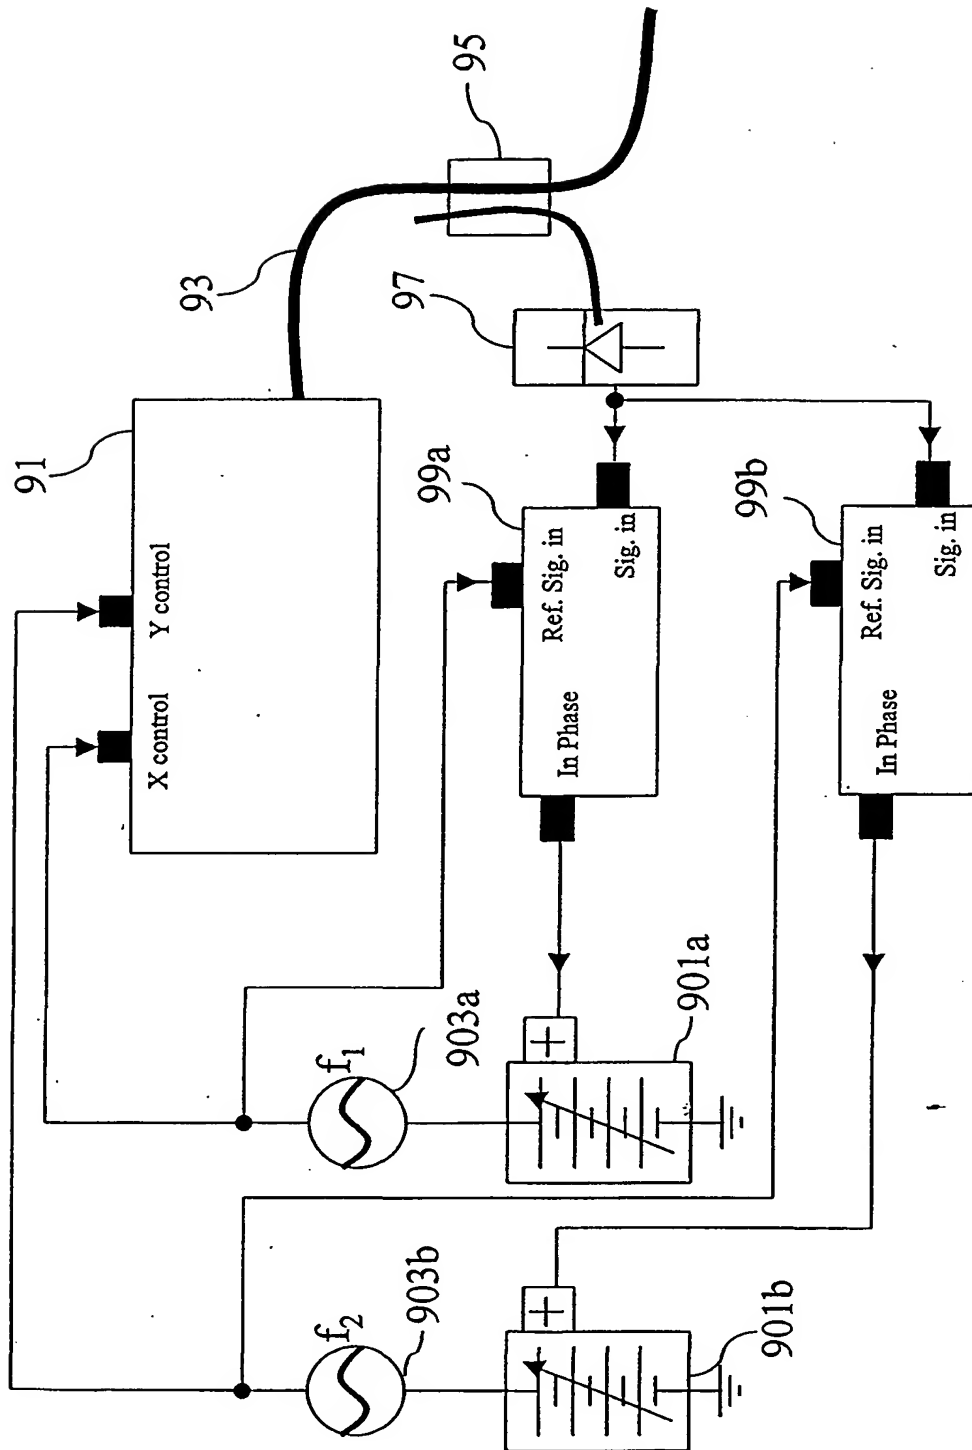 95
93
97
91
Y control
X control
99a
Ref. Sig. in
Sig. in
In Phase
99b
Ref. Sig. in
Sig. in
In Phase
f1
903a
+
901a
f2
903b
+
901b